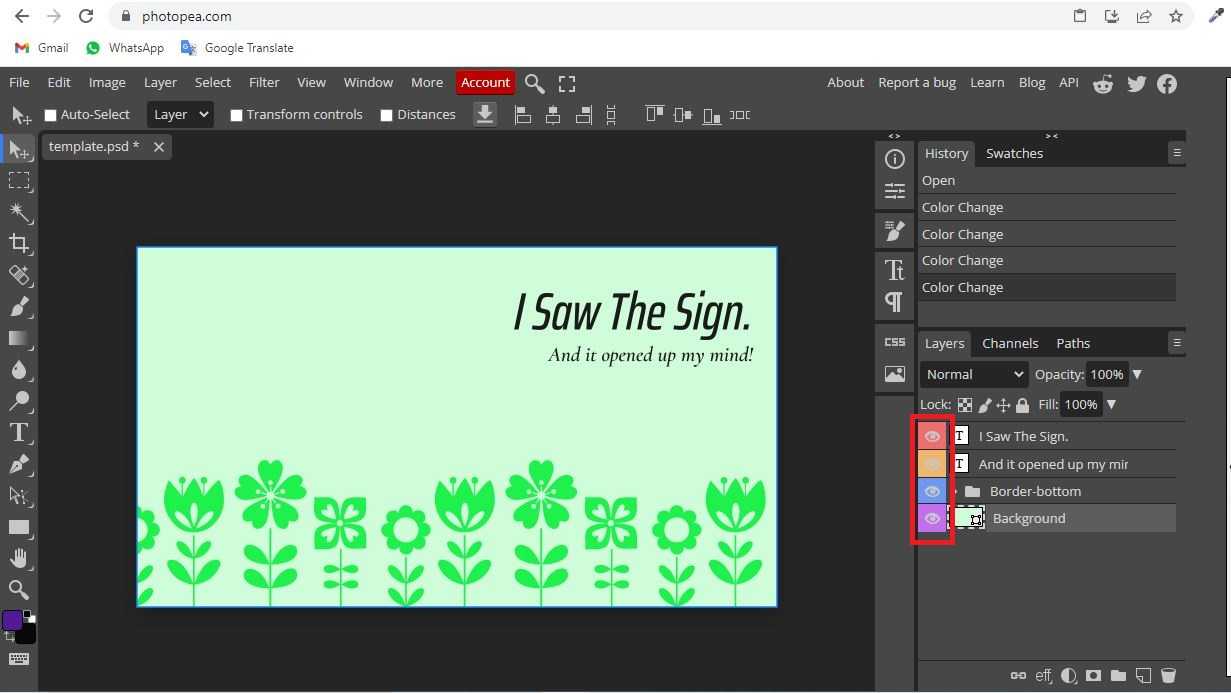 photopea.com
Gmail WhatsApp Google Translate
File Edit Image Layer Select Filter View Window More Account About Report a bug Learn Blog API
Auto-Select Layer Transform controls Distances
template.psd *
History Swatches
Open
Color Change
Color Change
Color Change
Color Change
I Saw The Sign.
And it opened up my mind!
CSS
Layers Channels Paths
Normal Opacity: 100%
Lock: Fill: 100%
T I Saw The Sign.
T And it opened up my mir
Border-bottom
Background
eff